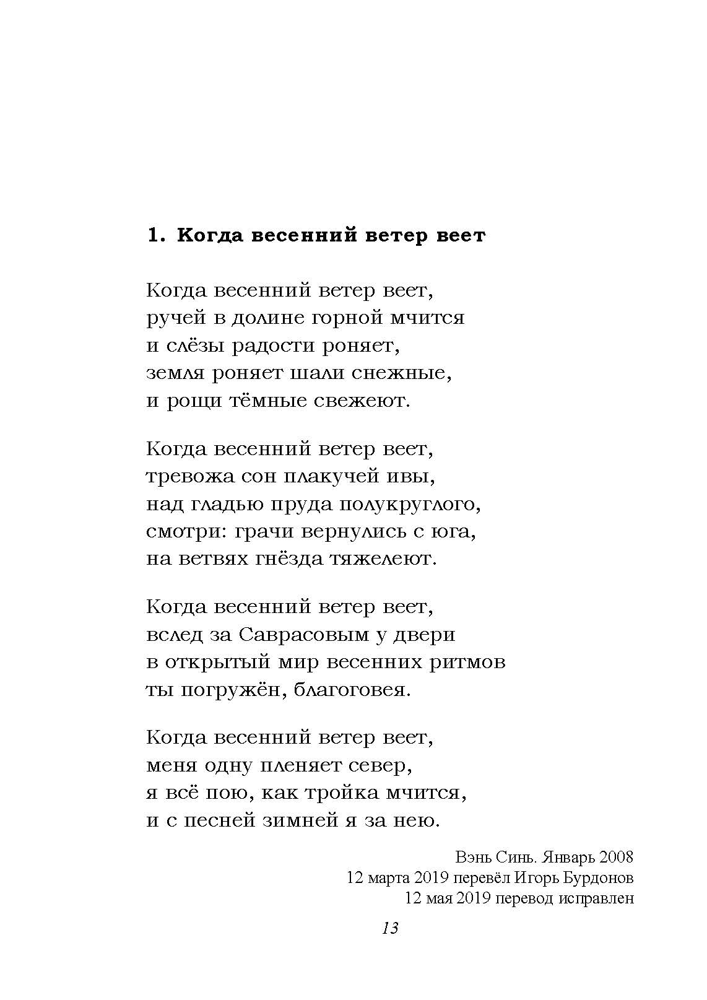 1. Когда весенний ветер веет
Когда весенний ветер веет,
ручей в долине горной мчится
и слёзы радости роняет,
земля роняет шали снежные,
и рощи тёмные свежеют.
Когда весенний ветер веет,
тревожа сон плакучей ивы,
над гладью пруда полукруглого,
смотри: грачи вернулись с юга,
на ветвях гнёзда тяжелеют.
Когда весенний ветер веет,
вслед за Саврасовым у двери
в открытый мир весенних ритмов
ты погружён, благоговея.
Когда весенний ветер веет,
меня одну пленяет север,
я всё пою, как тройка мчится,
и с песней зимней я за нею.
Вэнь Синь. Январь 2008
12 марта 2019 перевёл Игорь Бурдонов
12 мая 2019 перевод исправлен
13